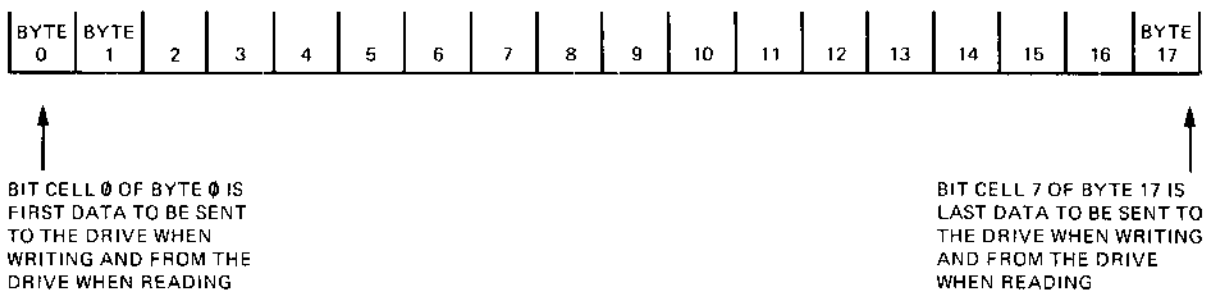 BYTE BYTE BYTE
0 1 2 3 4 5 6 7 8 9 10 11 12 13 14 15 16 17
BIT CELL 0 OF BYTE 0 IS
FIRST DATA TO BE SENT
TO THE DRIVE WHEN
WRITING AND FROM THE
DRIVE WHEN READING
BIT CELL 7 OF BYTE 17 IS
LAST DATA TO BE SENT TO
THE DRIVE WHEN WRITING
AND FROM THE DRIVE
WHEN READING